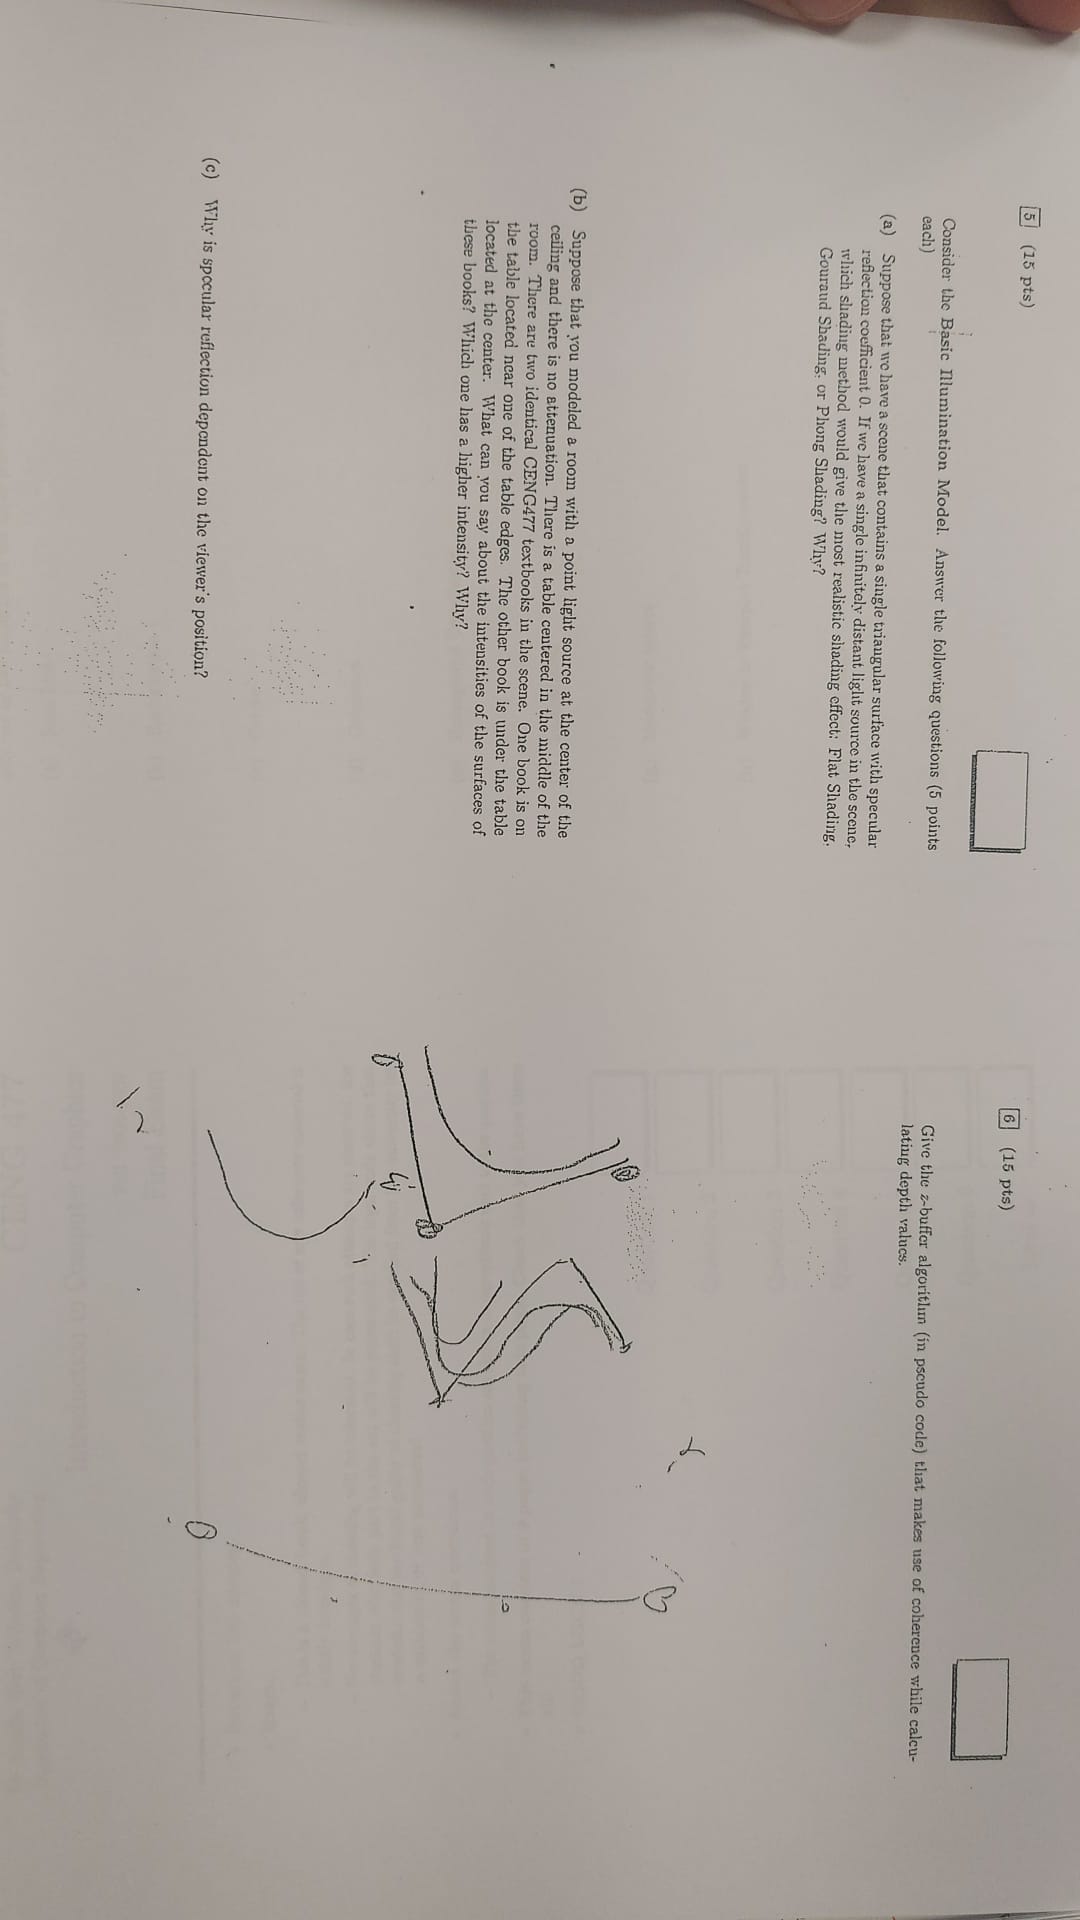 5 (15 pts)
Consider the Basic Illumination Model. Answer the following questions (5 points
each)
(a) Suppose that we have a scene that contains a single triangular surface with specular
reflection coefficient 0. If we have a single infinitely distant light source in the scene,
which shading method would give the most realistic shading effect: Flat Shading,
Gouraud Shading, or Phong Shading? Why?
(b) Suppose that you modeled a room with a point light source at the center of the
ceiling and there is no attenuation. There is a table centered in the middle of the
room. There are two identical CENG477 textbooks in the scene. One book is on
the table located near one of the table edges. The other book is under the table
located at the center. What can you say about the intensities of the surfaces of
these books? Which one has a higher intensity? Why?
(c) Why is specular reflection dependent on the viewer's position?
6 (15 pts)
Give the z-buffer algorithm (in pseudo code) that makes use of coherence while calcu-
lating depth values.